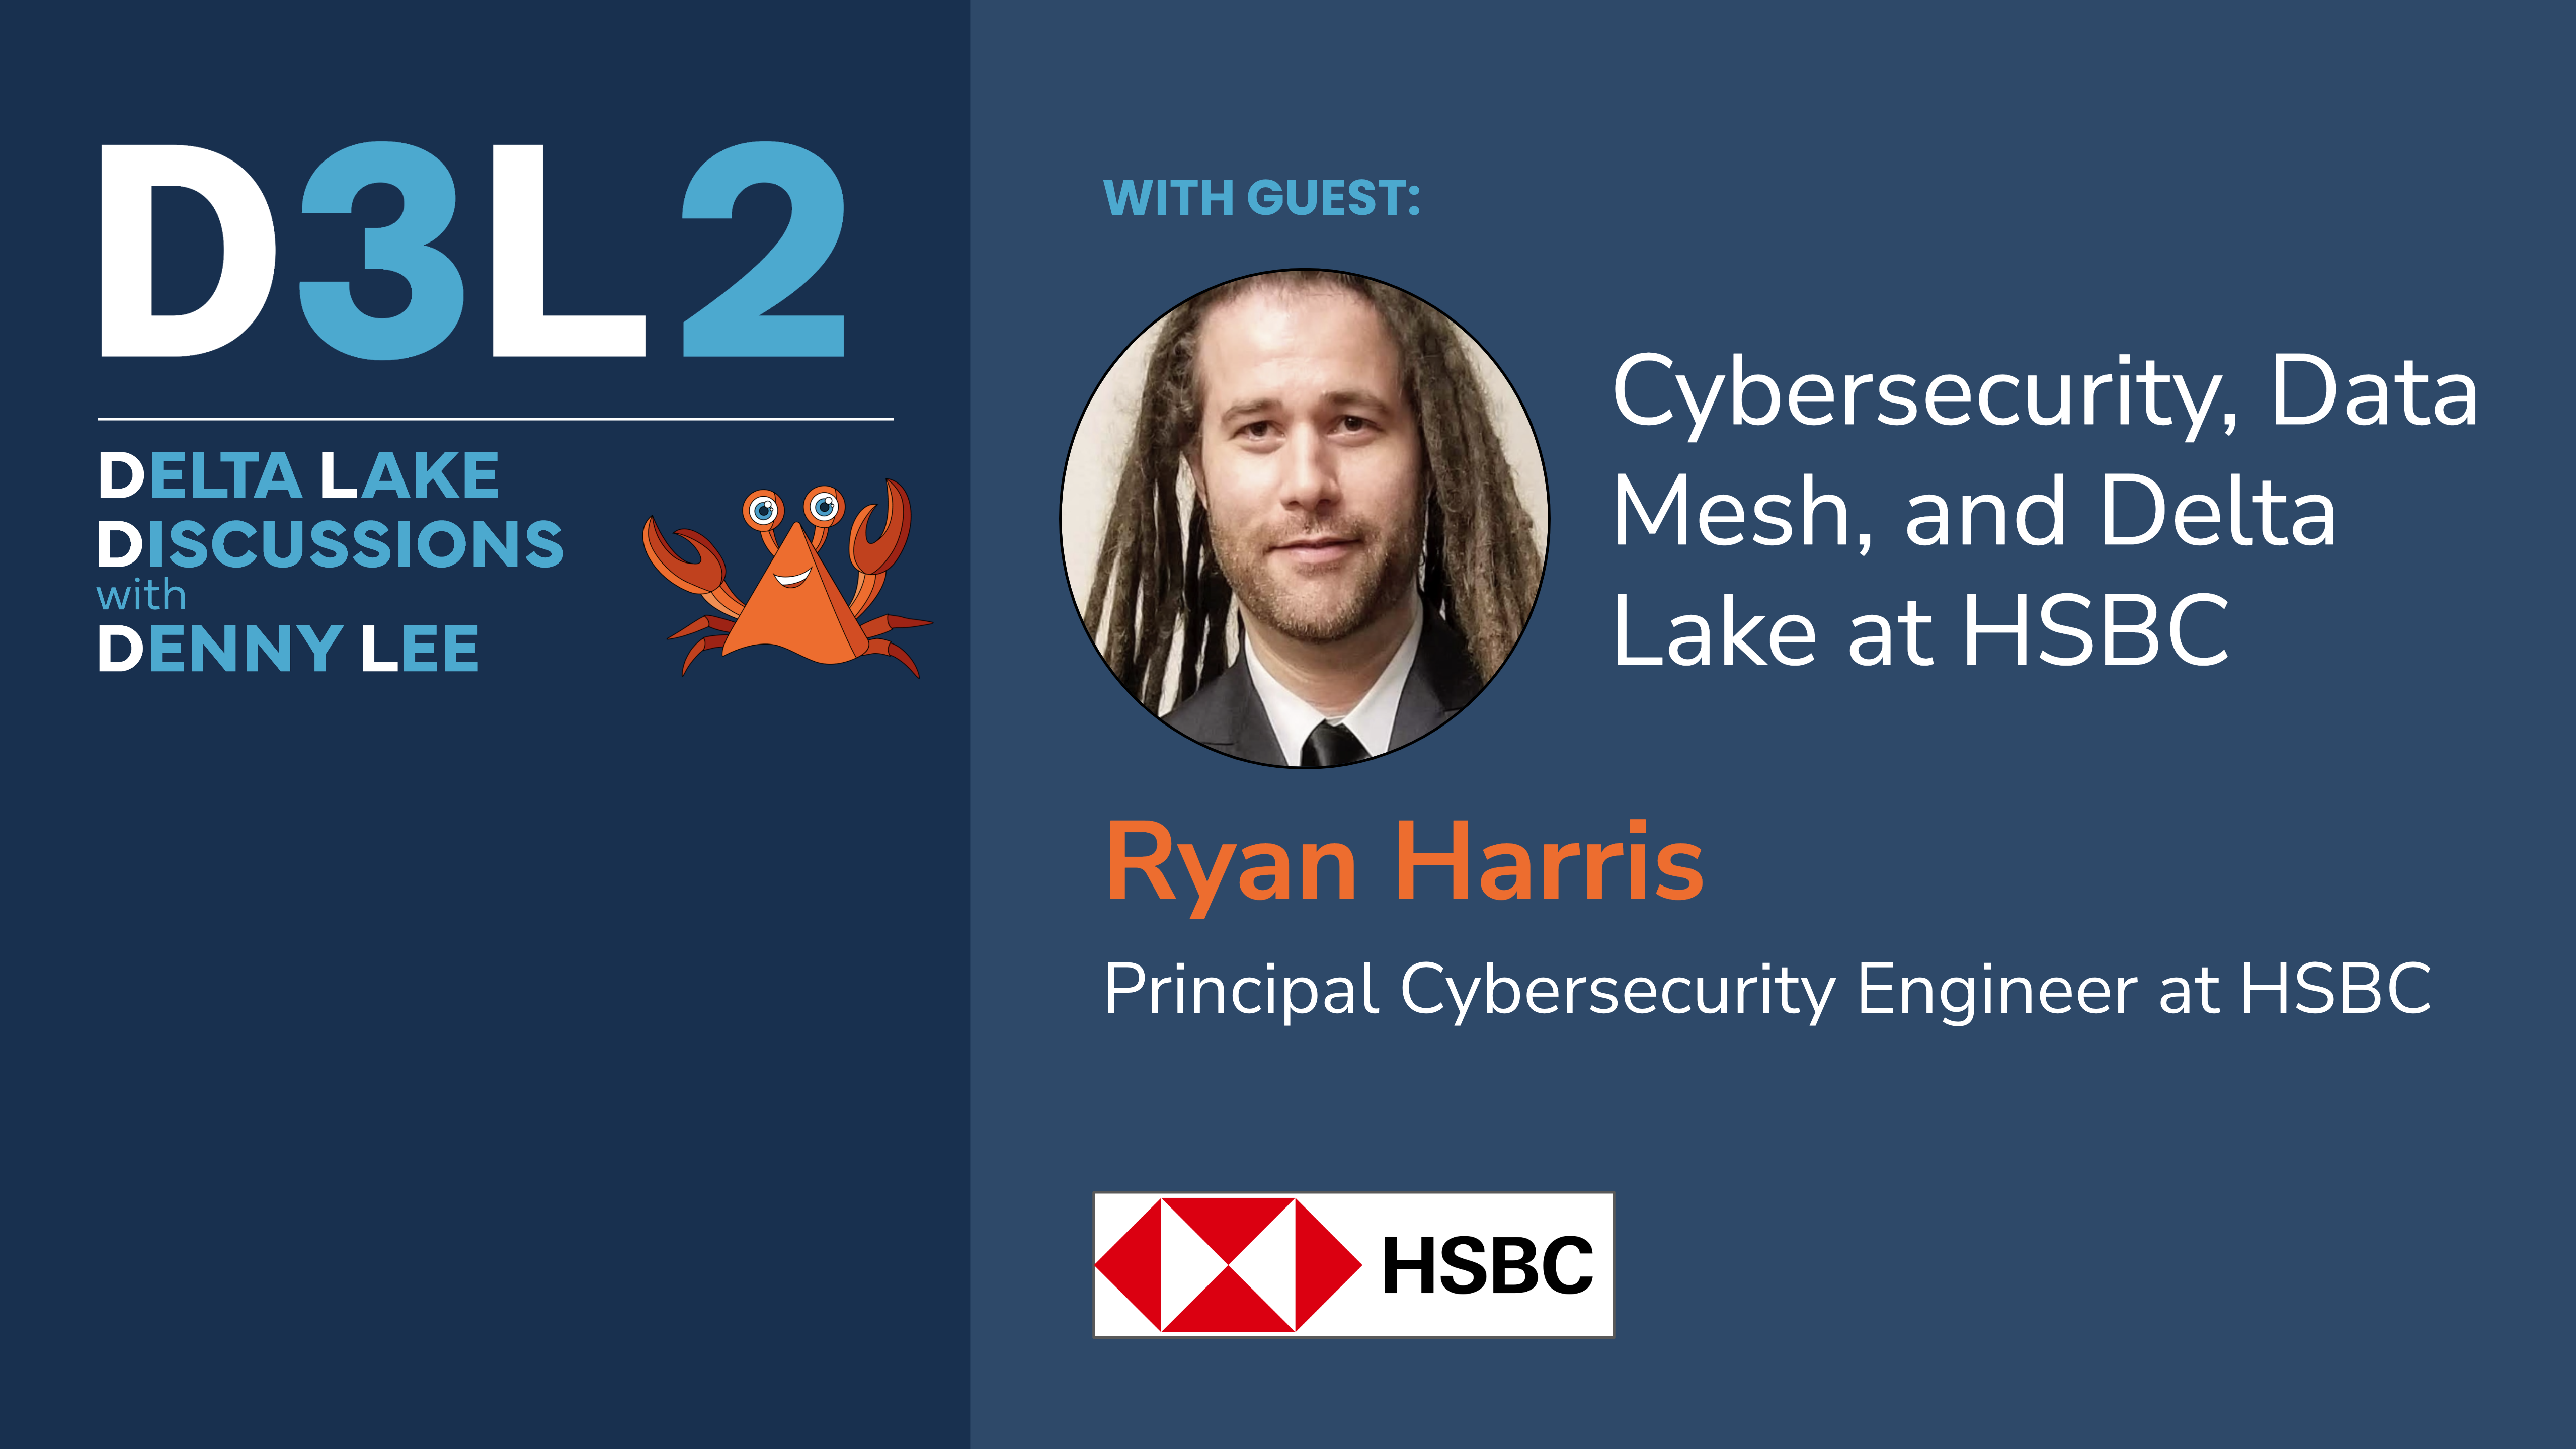 D3L2
DELTA LAKE
DISCUSSIONS
with
DENNY LEE
WITH GUEST:
Cybersecurity, Data
Mesh, and Delta
Lake at HSBC
Ryan Harris
Principal Cybersecurity Engineer at HSBC
HSBC